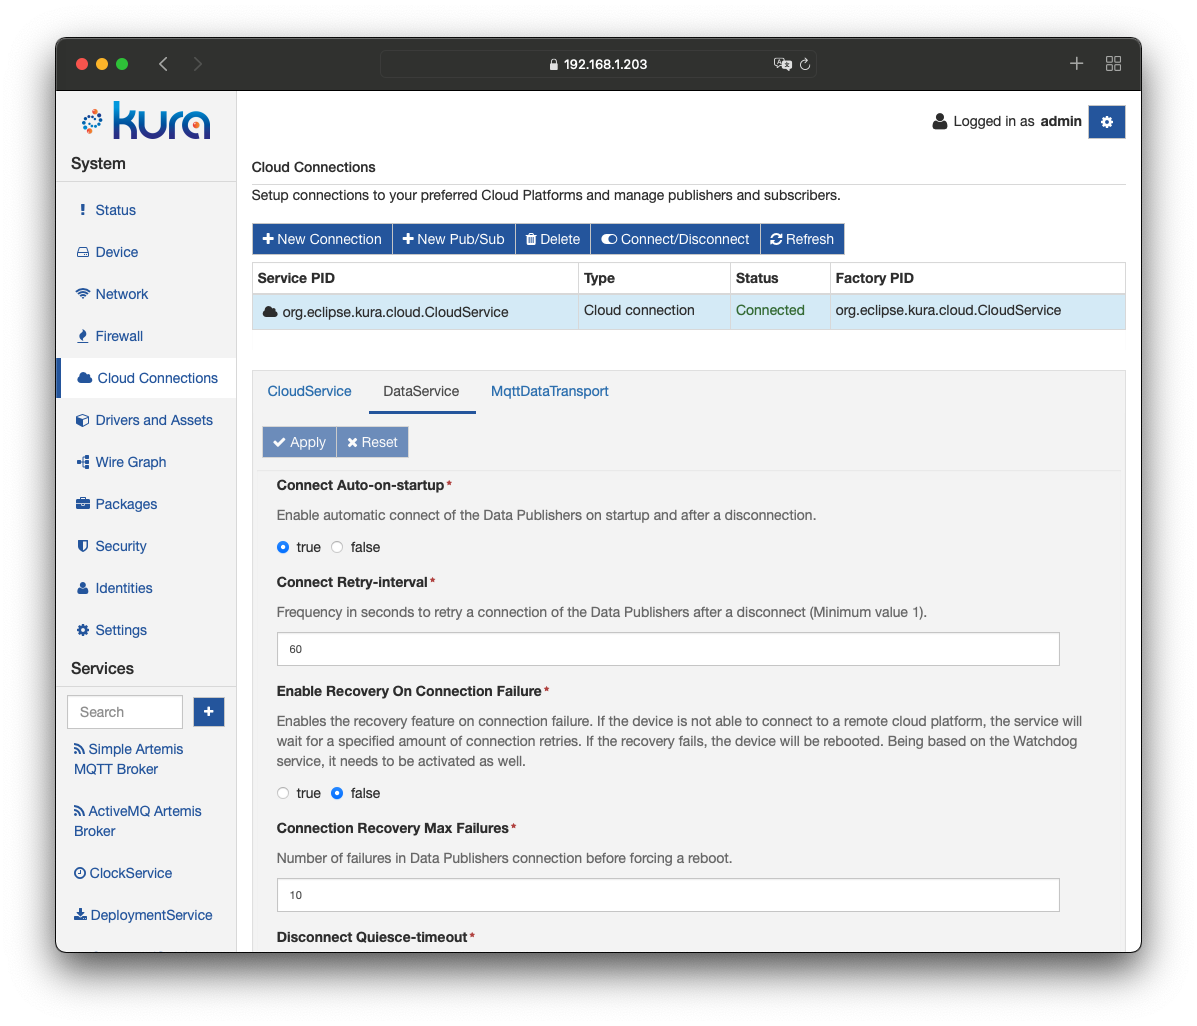 192.168.1.203
kura
Logged in as admin
System
Status
Device
Network
Firewall
Cloud Connections
Drivers and Assets
Wire Graph
Packages
Security
Identities
Settings
Services
Search
Simple Artemis
MQTT Broker
ActiveMQ Artemis
Broker
ClockService
DeploymentService
Cloud Connections
Setup connections to your preferred Cloud Platforms and manage publishers and subscribers.
New Connection New Pub/Sub Delete Connect/Disconnect Refresh
Service PID Type Status Factory PID
org.eclipse.kura.cloud.CloudService Cloud connection Connected org.eclipse.kura.cloud.CloudService
CloudService DataService MqttDataTransport
Apply Reset
Connect Auto-on-startup*
Enable automatic connect of the Data Publishers on startup and after a disconnection.
true false
Connect Retry-interval*
Frequency in seconds to retry a connection of the Data Publishers after a disconnect (Minimum value 1).
60
Enable Recovery On Connection Failure*
Enables the recovery feature on connection failure. If the device is not able to connect to a remote cloud platform, the service will
wait for a specified amount of connection retries. If the recovery fails, the device will be rebooted. Being based on the Watchdog
service, it needs to be activated as well.
true false
Connection Recovery Max Failures*
Number of failures in Data Publishers connection before forcing a reboot.
10
Disconnect Quiesce-timeout*